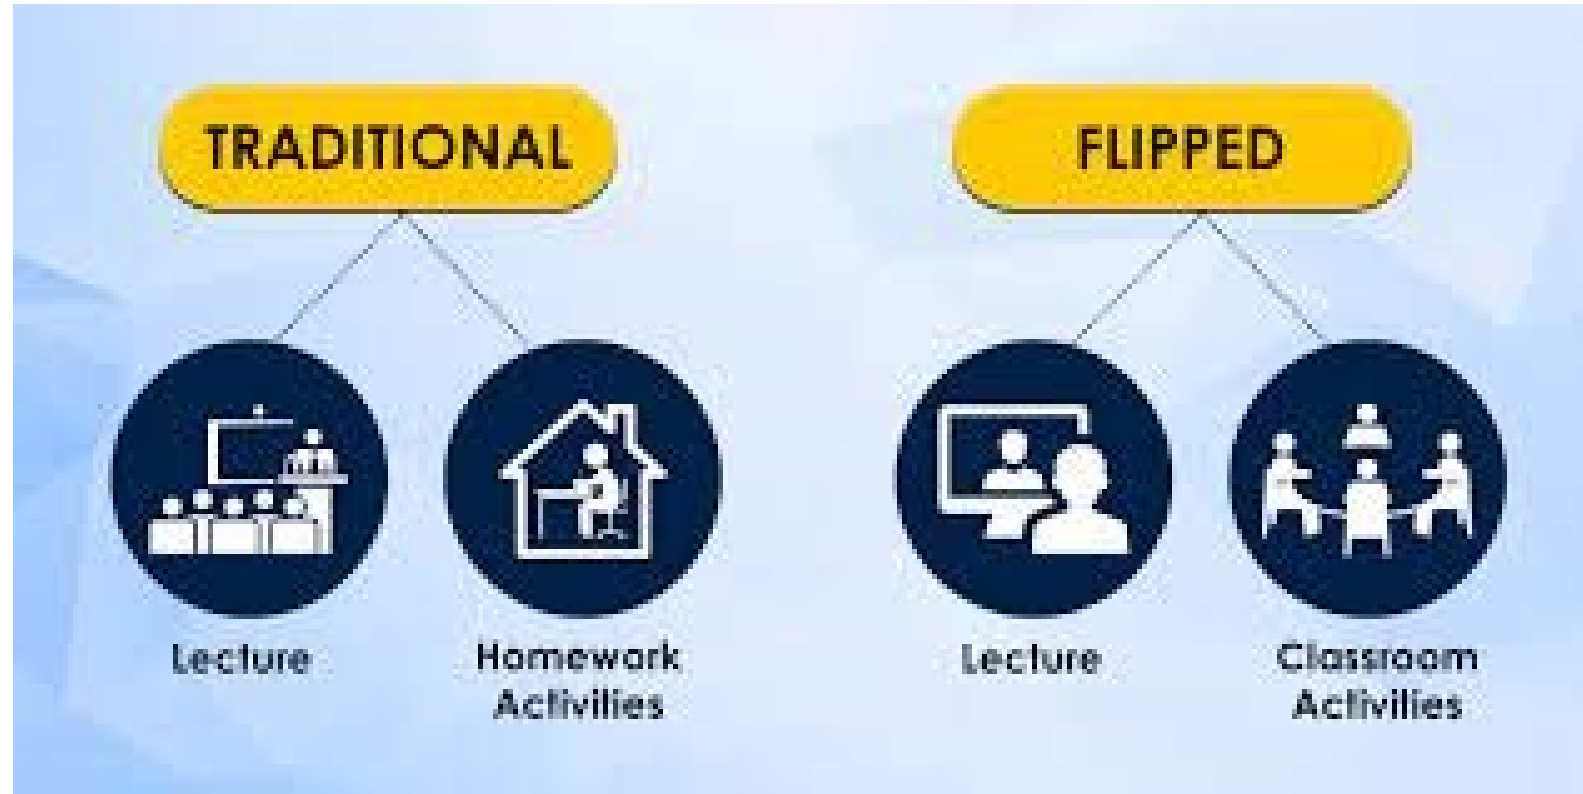 TRADITIONAL
Lecture
Homework
Activities
FLIPPED
Lecture
Classroom
Activities